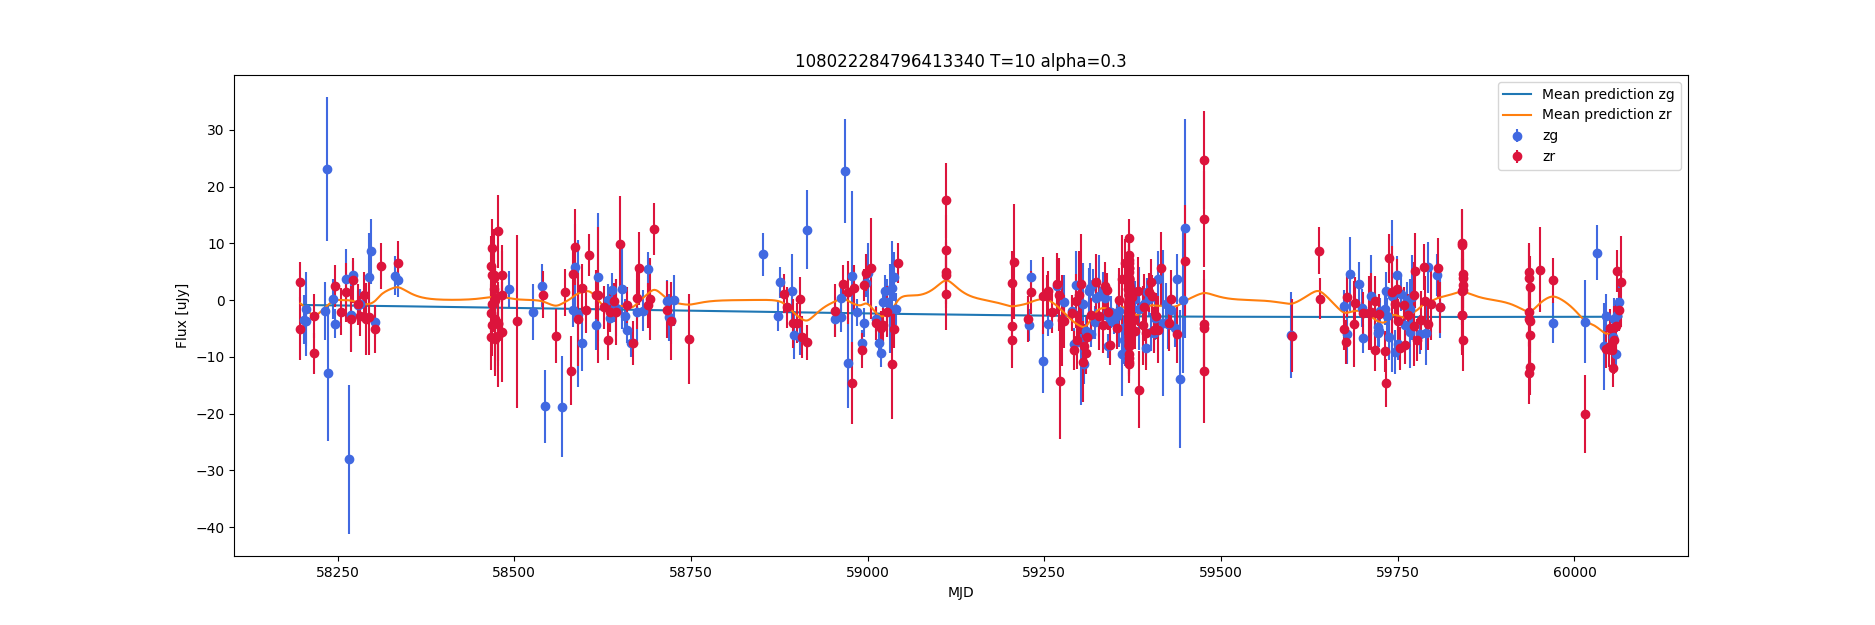 108022284796413340 T=10 alpha=0.3
Mean prediction zg
Mean prediction zr
zg
zr
Flux [uJy]
30
20
10
0
−10
−20
−30
−40
58250 58500 58750 59000 59250 59500 59750 60000
MJD